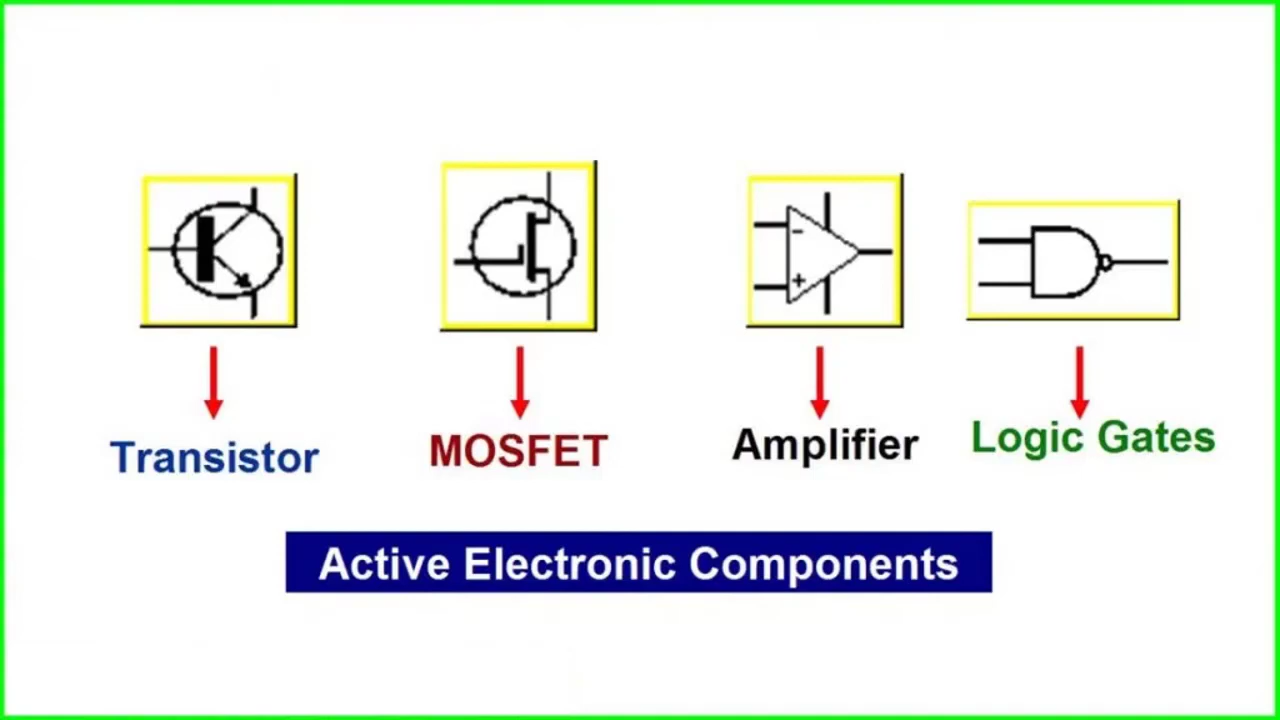 -
+
Transistor
MOSFET
Amplifier
Logic Gates
Active Electronic Components